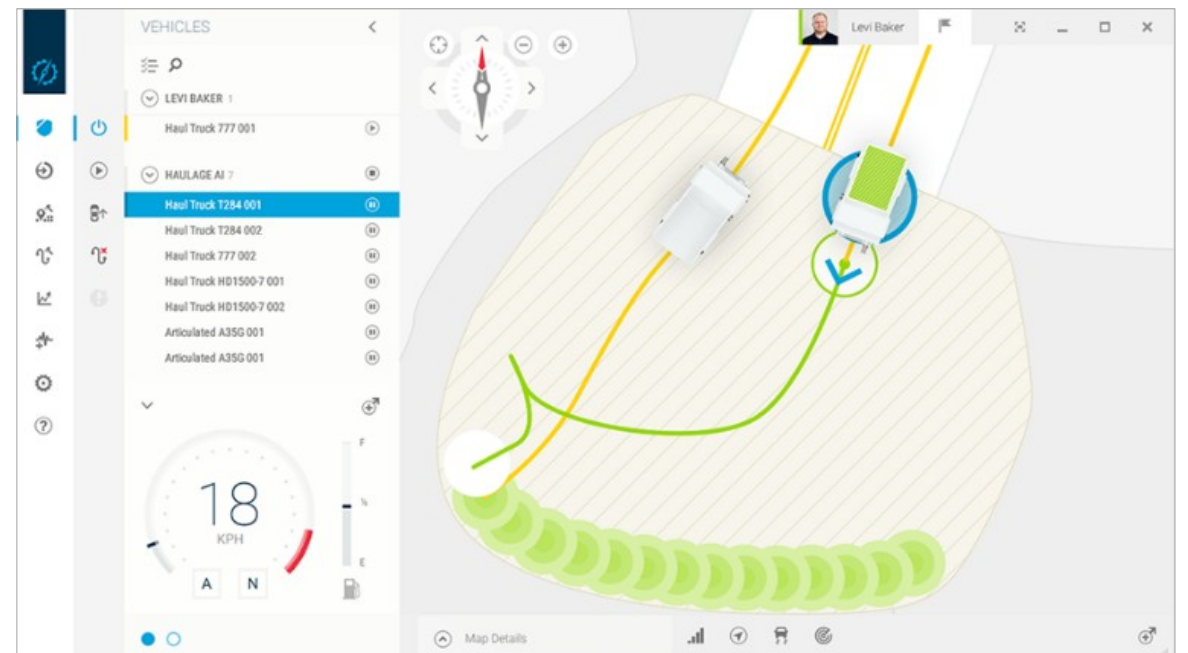 VEHICLES
Levi Baker
LEVI BAKER 1
Haul Truck 777 001
HAULAGE AI 7
Haul Truck T284 001
Haul Truck T284 002
Haul Truck 777 002
Haul Truck HD1500-7 001
Haul Truck HD1500-7 002
Articulated A35G 001
Articulated A35G 001
F
18
½
KPH
E
A N
Map Details